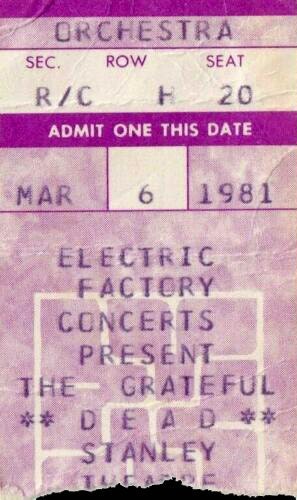 ORCHESTRA
SEC. ROW SEAT
R/C H 20
ADMIT ONE THIS DATE
MAR 6 1981
ELECTRIC
FACTORY
CONCERTS
PRESENT
THE GRATEFUL
** DEAD **
STANLEY
THEATRE